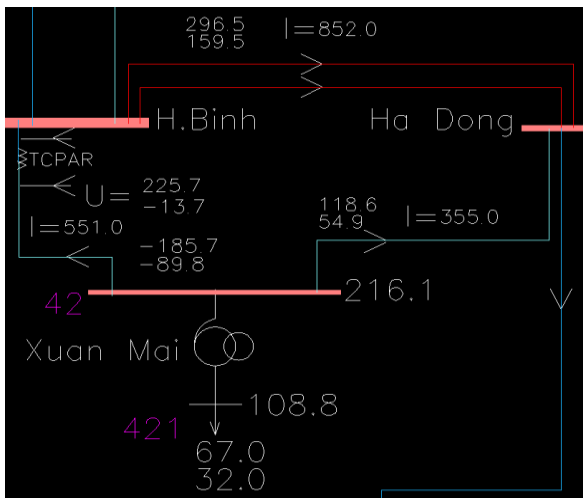 296.5
159.5
I=852.0
H.Binh
Ha Dong
TCPAR
U=
225.7
-13.7
I=551.0
-185.7
-89.8
118.6
54.9
I=355.0
42
216.1
Xuan Mai
108.8
421
67.0
32.0